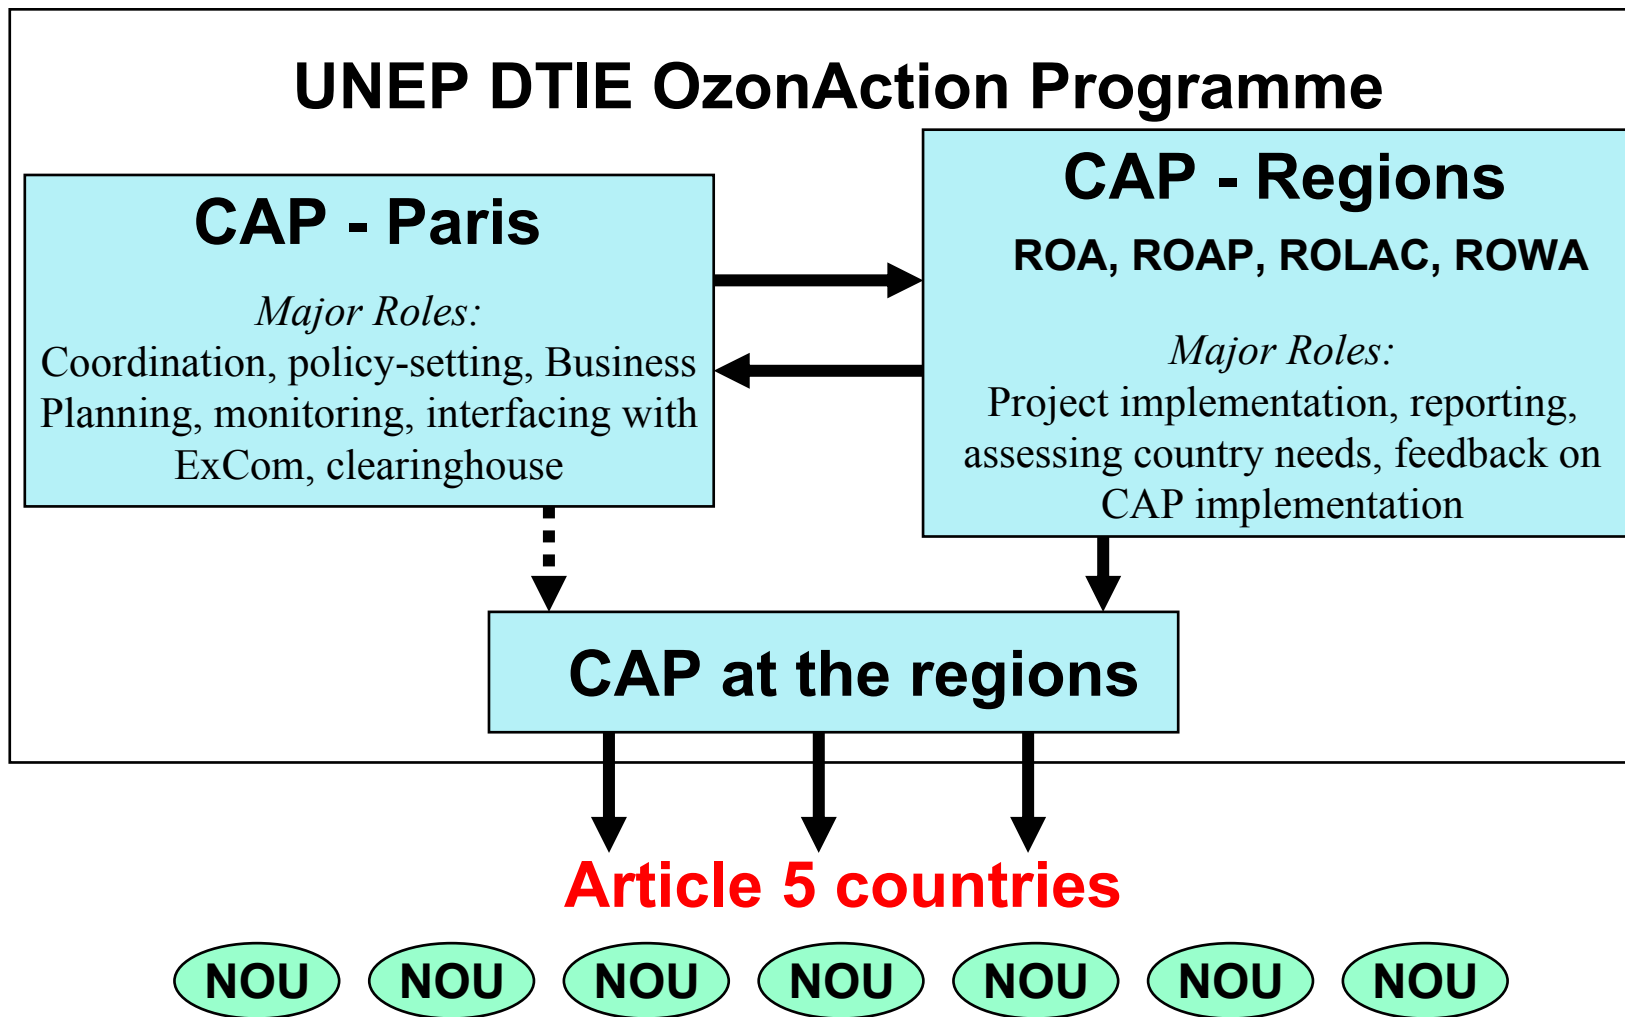 UNEP DTIE OzonAction Programme
CAP - Paris
Major Roles:
Coordination, policy-setting, Business
Planning, monitoring, interfacing with
ExCom, clearinghouse
CAP - Regions
ROA, ROAP, ROLAC, ROWA
Major Roles:
Project implementation, reporting,
assessing country needs, feedback on
CAP implementation
CAP at the regions
Article 5 countries
NOU NOU NOU NOU NOU NOU NOU